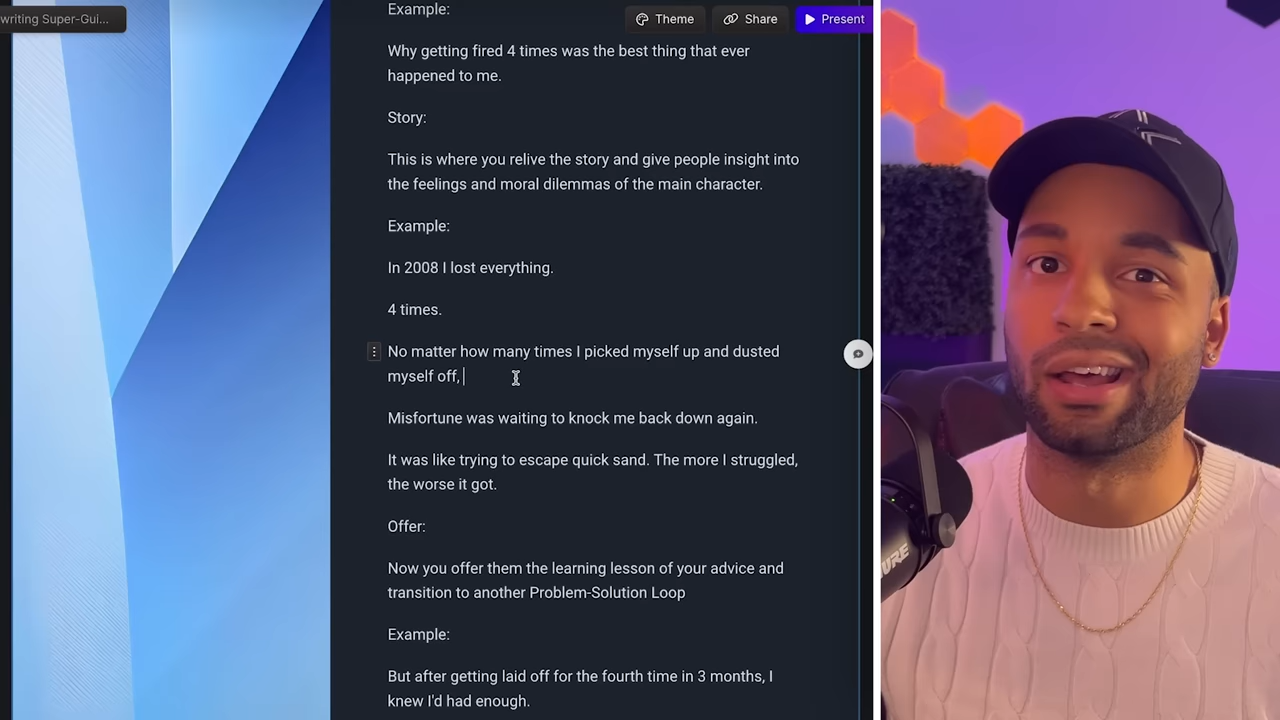 writing Super-Gui...
Theme
Share
Present
Example:
Why getting fired 4 times was the best thing that ever
happened to me.
Story:
This is where you relive the story and give people insight into
the feelings and moral dilemmas of the main character.
Example:
In 2008 I lost everything.
4 times.
No matter how many times I picked myself up and dusted
myself off,
Misfortune was waiting to knock me back down again.
It was like trying to escape quick sand. The more I struggled,
the worse it got.
Offer:
Now you offer them the learning lesson of your advice and
transition to another Problem-Solution Loop
Example:
But after getting laid off for the fourth time in 3 months, I
knew I'd had enough.
URE